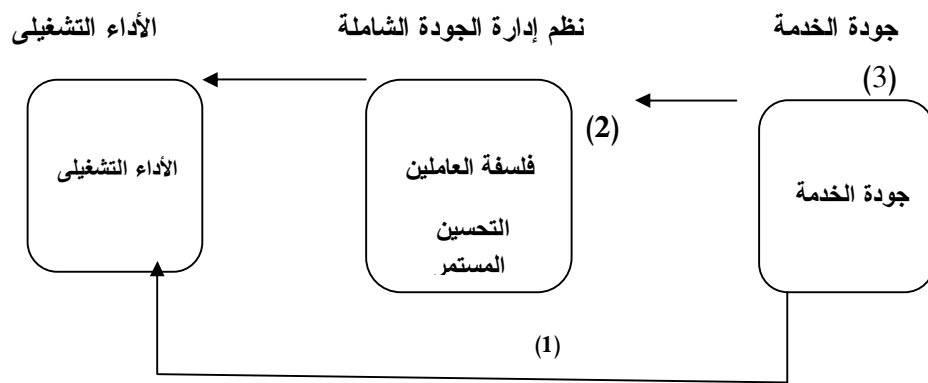 جودة الخدمة
نظم إدارة الجودة الشاملة
الأداء التشغيلى
(3)
(2)
جودة الخدمة
فلسفة العاملين
التحسين
المستمر
الأداء التشغيلى
(1)